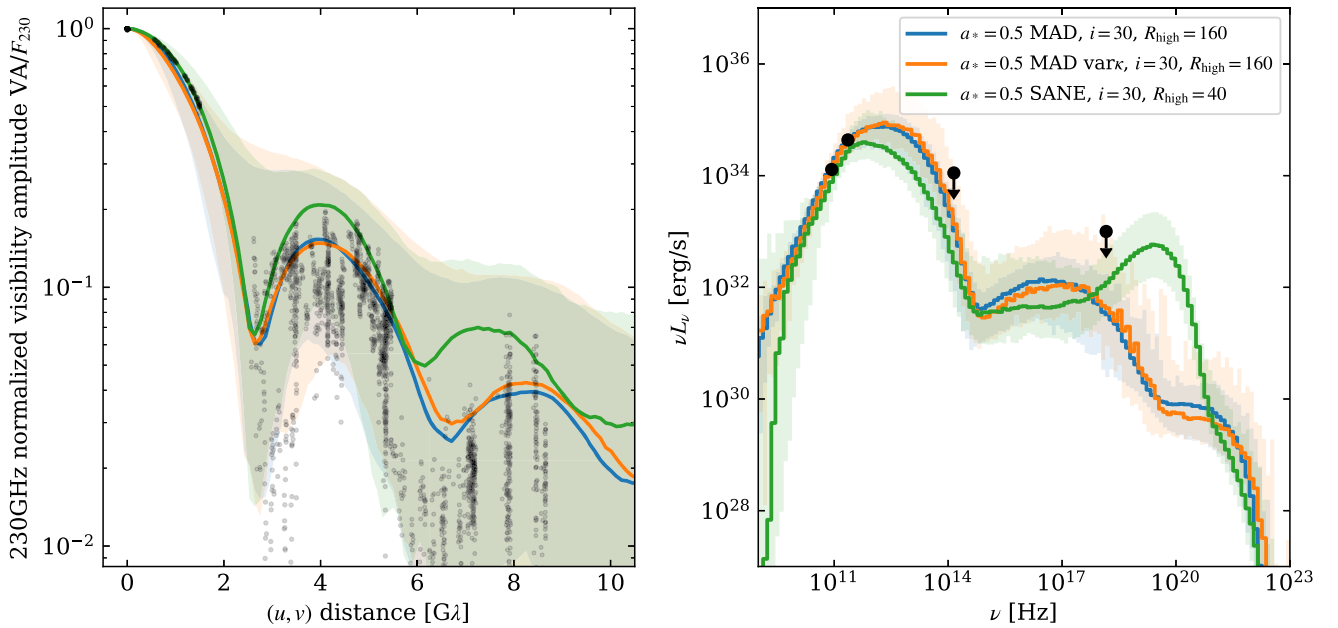 230GHz normalized visibility amplitude VA/F₂₃₀
10⁰
10⁻¹
10⁻²
0 2 4 6 8 10
(u, v) distance [Gλ]
νLν [erg/s]
10³⁶
10³⁴
10³²
10³⁰
10²⁸
10¹¹ 10¹⁴ 10¹⁷ 10²⁰ 10²³
ν [Hz]
a* = 0.5 MAD, i = 30, R_high = 160
a* = 0.5 MAD varκ, i = 30, R_high = 160
a* = 0.5 SANE, i = 30, R_high = 40